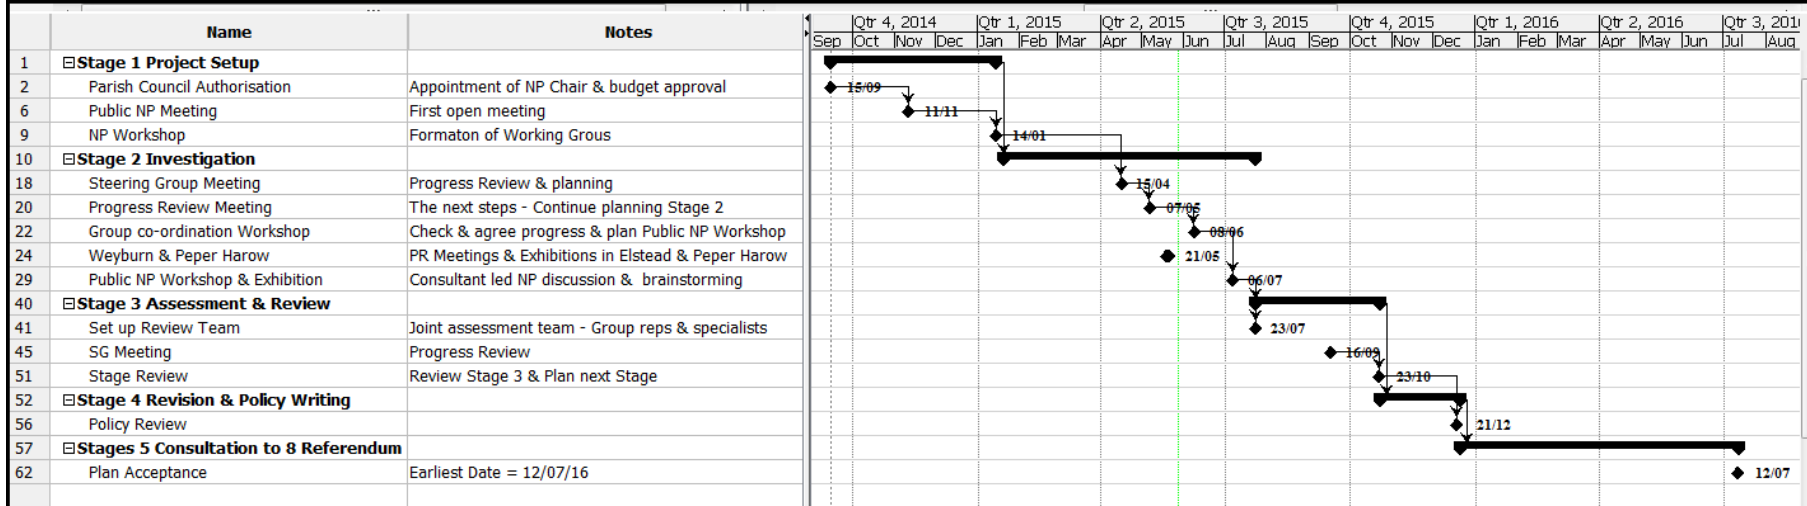 Qtr 4, 2014 Qtr 1, 2015 Qtr 2, 2015 Qtr 3, 2015 Qtr 4, 2015 Qtr 1, 2016 Qtr 2, 2016 Qtr 3, 201
Name Notes
Sep Oct Nov Dec Jan Feb Mar Apr May Jun Jul Aug Sep Oct Nov Dec Jan Feb Mar Apr May Jun Jul Aug
1 Stage 1 Project Setup
2 Parish Council Authorisation Appointment of NP Chair & budget approval 15/09
6 Public NP Meeting First open meeting 11/11
9 NP Workshop Formaton of Working Grous 14/01
10 Stage 2 Investigation
18 Steering Group Meeting Progress Review & planning 15/04
20 Progress Review Meeting The next steps - Continue planning Stage 2 07/05
22 Group co-ordination Workshop Check & agree progress & plan Public NP Workshop 08/06
24 Weyburn & Peper Harow PR Meetings & Exhibitions in Elstead & Peper Harow 21/05
29 Public NP Workshop & Exhibition Consultant led NP discussion & brainstorming 06/07
40 Stage 3 Assessment & Review
41 Set up Review Team Joint assessment team - Group reps & specialists 23/07
45 SG Meeting Progress Review 16/09
51 Stage Review Review Stage 3 & Plan next Stage 23/10
52 Stage 4 Revision & Policy Writing
56 Policy Review 21/12
57 Stages 5 Consultation to 8 Referendum
62 Plan Acceptance Earliest Date = 12/07/16 12/07